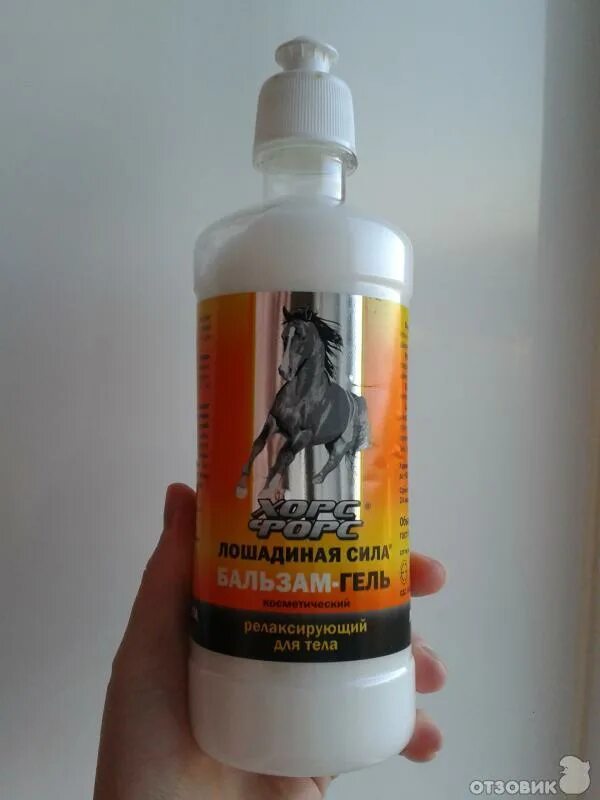 ХОРС
ФОРС ®
ЛОШАДИНАЯ СИЛА®
БАЛЬЗАМ-ГЕЛЬ
косметический
релаксирующий
для тела
ОТЗОВИК